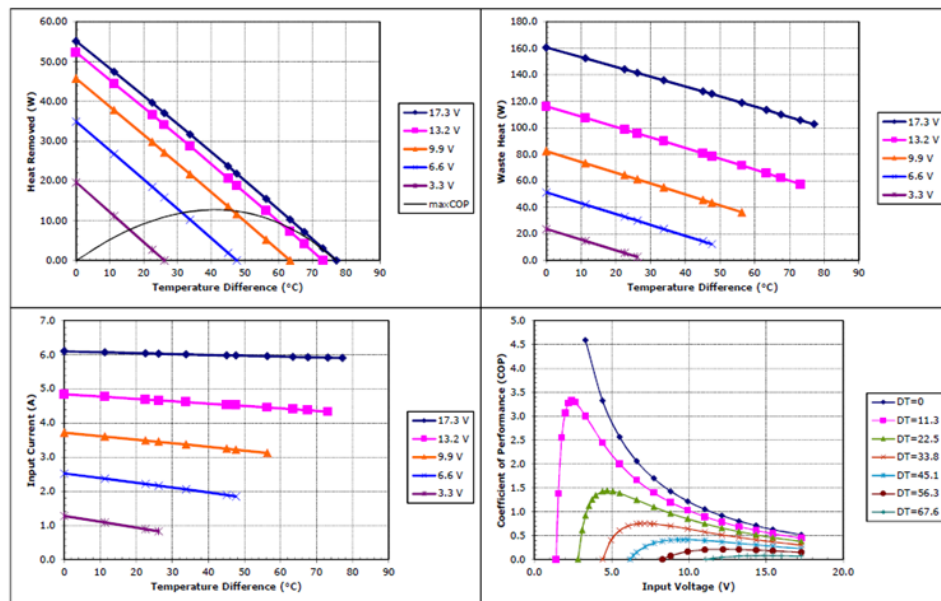 60.00
50.00
40.00
30.00
20.00
10.00
0.00
Heat Removed (W)
0 10 20 30 40 50 60 70 80 90
Temperature Difference (°C)
17.3 V
13.2 V
9.9 V
6.6 V
3.3 V
maxCOP
180.0
160.0
140.0
120.0
100.0
80.0
60.0
40.0
20.0
0.0
Waste Heat (W)
0 10 20 30 40 50 60 70 80 90
Temperature Difference (°C)
17.3 V
13.2 V
9.9 V
6.6 V
3.3 V
7.0
6.0
5.0
4.0
3.0
2.0
1.0
0.0
Input Current (A)
0 10 20 30 40 50 60 70 80 90
Temperature Difference (°C)
17.3 V
13.2 V
9.9 V
6.6 V
3.3 V
5.0
4.5
4.0
3.5
3.0
2.5
2.0
1.5
1.0
0.5
0.0
Coefficient of Performance (COP)
0.0 5.0 10.0 15.0 20.0
Input Voltage (V)
DT=0
DT=11.3
DT=22.5
DT=33.8
DT=45.1
DT=56.3
DT=67.6